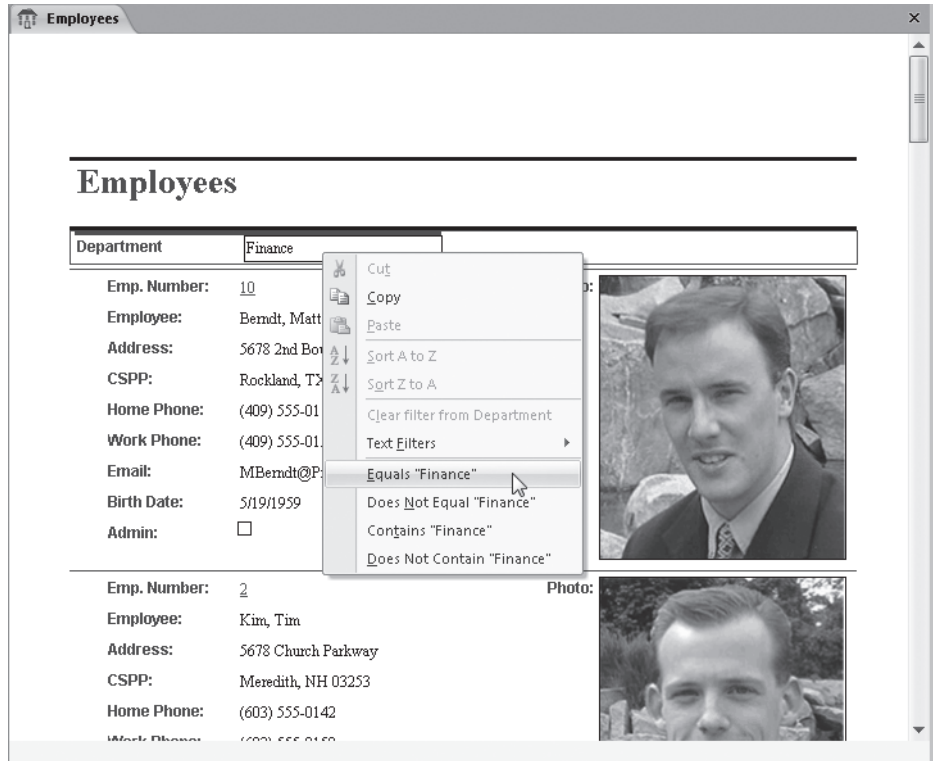 Employees
Employees
Department Finance
Cut
Copy
Paste
Sort A to Z
Sort Z to A
Clear filter from Department
Text Filters
Equals "Finance"
Does Not Equal "Finance"
Contains "Finance"
Does Not Contain "Finance"
Emp. Number: 10
Employee: Berndt, Matt
Address: 5678 2nd
CSPP: Rockland,
Home Phone: (409) 555-01
Work Phone: (409) 555-01
Email:
Birth Date: 5/19/1959
Admin:
Emp. Number: 2 Photo:
Employee: Kim, Tim
Address: 5678 Church Parkway
CSPP: Meredith, NH 03253
Home Phone: (603) 555-0142